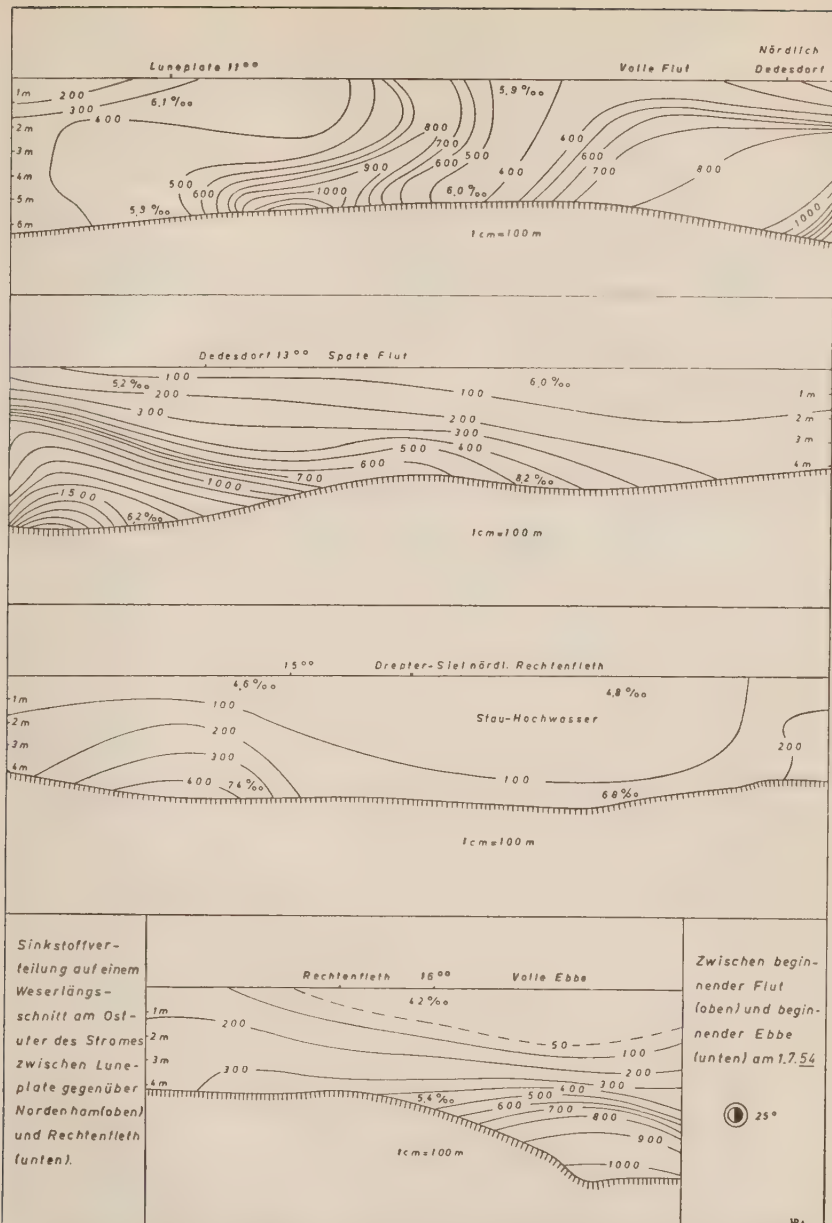 Nördlich
Luneplate 11°° Volle Flut Dedesdorf
1m 200 6,1 ‰ 5,9 ‰
300
2m 400 800 400
3m 700 600
900 600 500 700 800
4m 500 400
600 1000
5m 5,9 ‰ 6,0 ‰ 1000
6m
1cm=100m
Dedesdorf 13°° Späte Flut
100
5,2 ‰ 6,0 ‰
200 100 1m
300 200 2m
300
500 400 3m
600
1000 700 4m
1500 8,2 ‰
6,2 ‰
1cm=100m
15°° Drepter-Siel nördl. Rechtenfleth
4,6 ‰ 4,8 ‰
1m 100
Stau-Hochwasser
2m 200 200
3m 300
4m 400 7,4 ‰ 100 6,8 ‰
1cm=100m
Sinkstoffver-
teilung auf einem
Weserlängs-
schnitt am Ost-
ufer des Stromes
zwischen Lune-
plate gegenüber
Nordenham(oben)
und Rechtenfleth
(unten).
Rechtenfleth 16°° Volle Ebbe
4,2 ‰
1m 200
2m 50 100
3m 200
300 400 300
4m 5,4 ‰ 500
600 700
800
900
1cm=100m 1000
Zwischen begin-
nender Flut
(oben) und begin-
nender Ebbe
(unten) am 1.7.54
25°